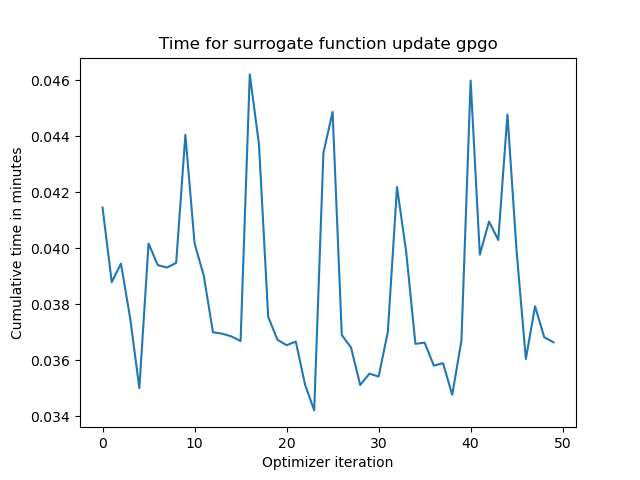 Time for surrogate function update gpgo
0.046
0.044
0.042
0.040
0.038
0.036
0.034
Cumulative time in minutes
0 10 20 30 40 50
Optimizer iteration